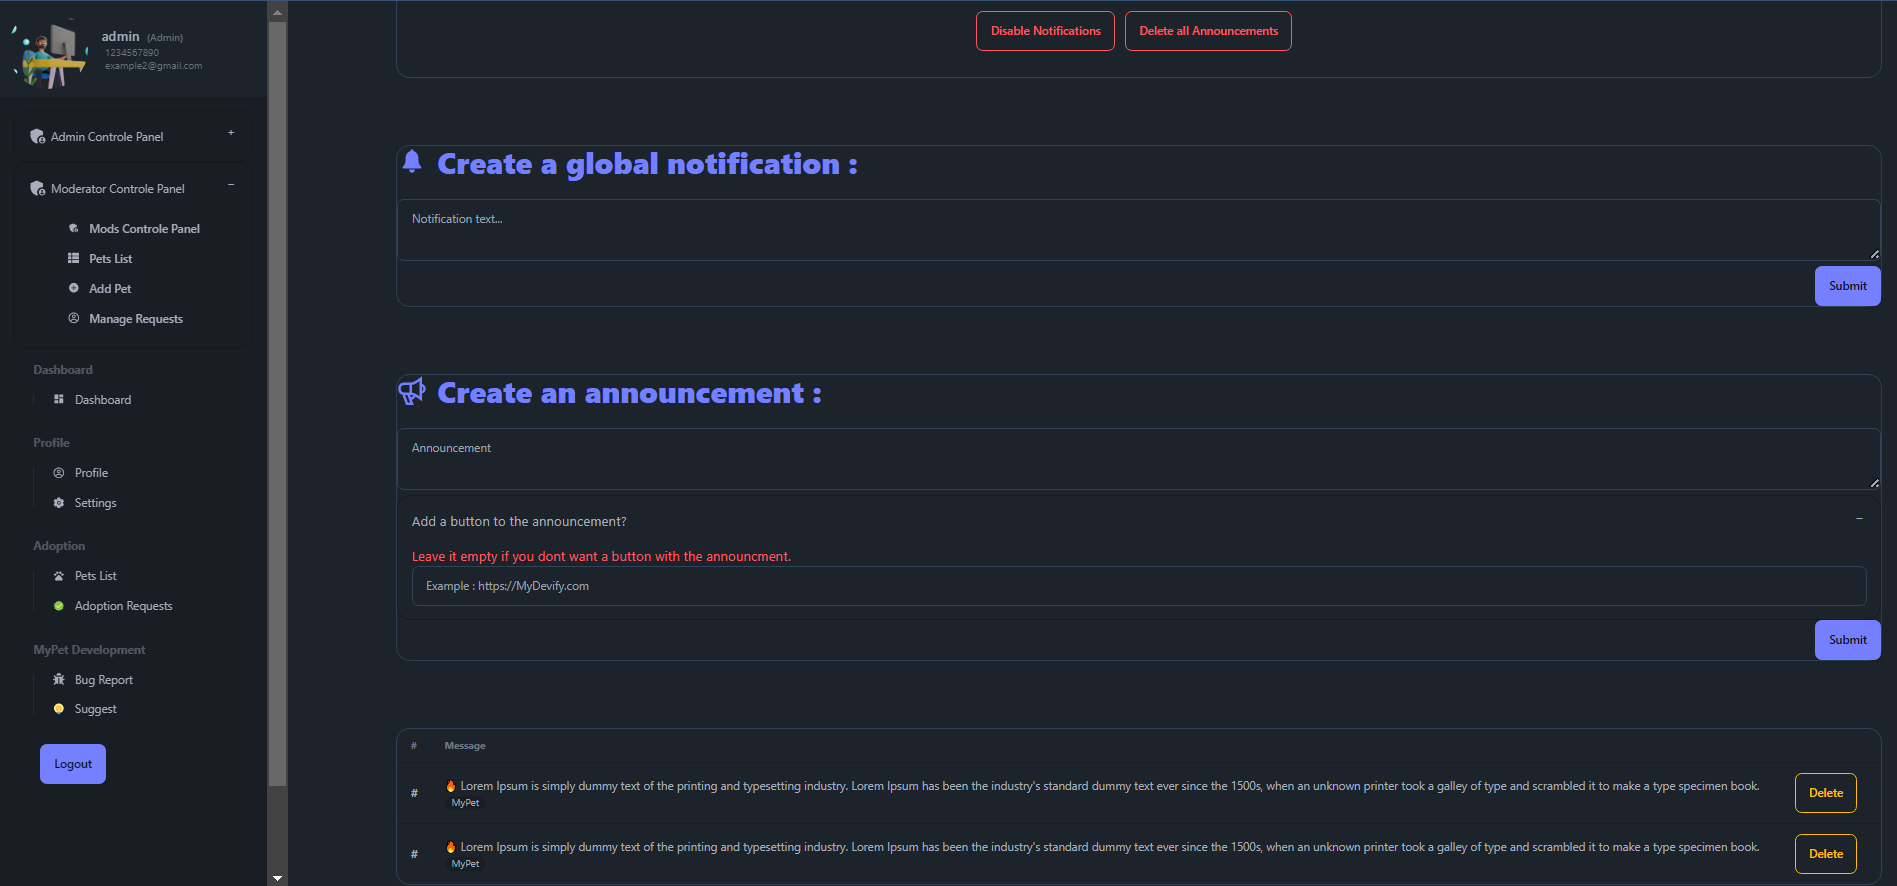 admin (Admin)
1234567890
example2@gmail.com
Admin Controle Panel +
Moderator Controle Panel −
Mods Controle Panel
Pets List
Add Pet
Manage Requests
Dashboard
Dashboard
Profile
Profile
Settings
Adoption
Pets List
Adoption Requests
MyPet Development
Bug Report
Suggest
Logout
Disable Notifications Delete all Announcements
Create a global notification :
Notification text...
Submit
Create an announcement :
Announcement
Add a button to the announcement? −
Leave it empty if you dont want a button with the announcment.
Example : https://MyDevify.com
Submit
# Message
# 🔥 Lorem Ipsum is simply dummy text of the printing and typesetting industry. Lorem Ipsum has been the industry's standard dummy text ever since the 1500s, when an unknown printer took a galley of type and scrambled it to make a type specimen book. Delete
MyPet
# 🔥 Lorem Ipsum is simply dummy text of the printing and typesetting industry. Lorem Ipsum has been the industry's standard dummy text ever since the 1500s, when an unknown printer took a galley of type and scrambled it to make a type specimen book. Delete
MyPet